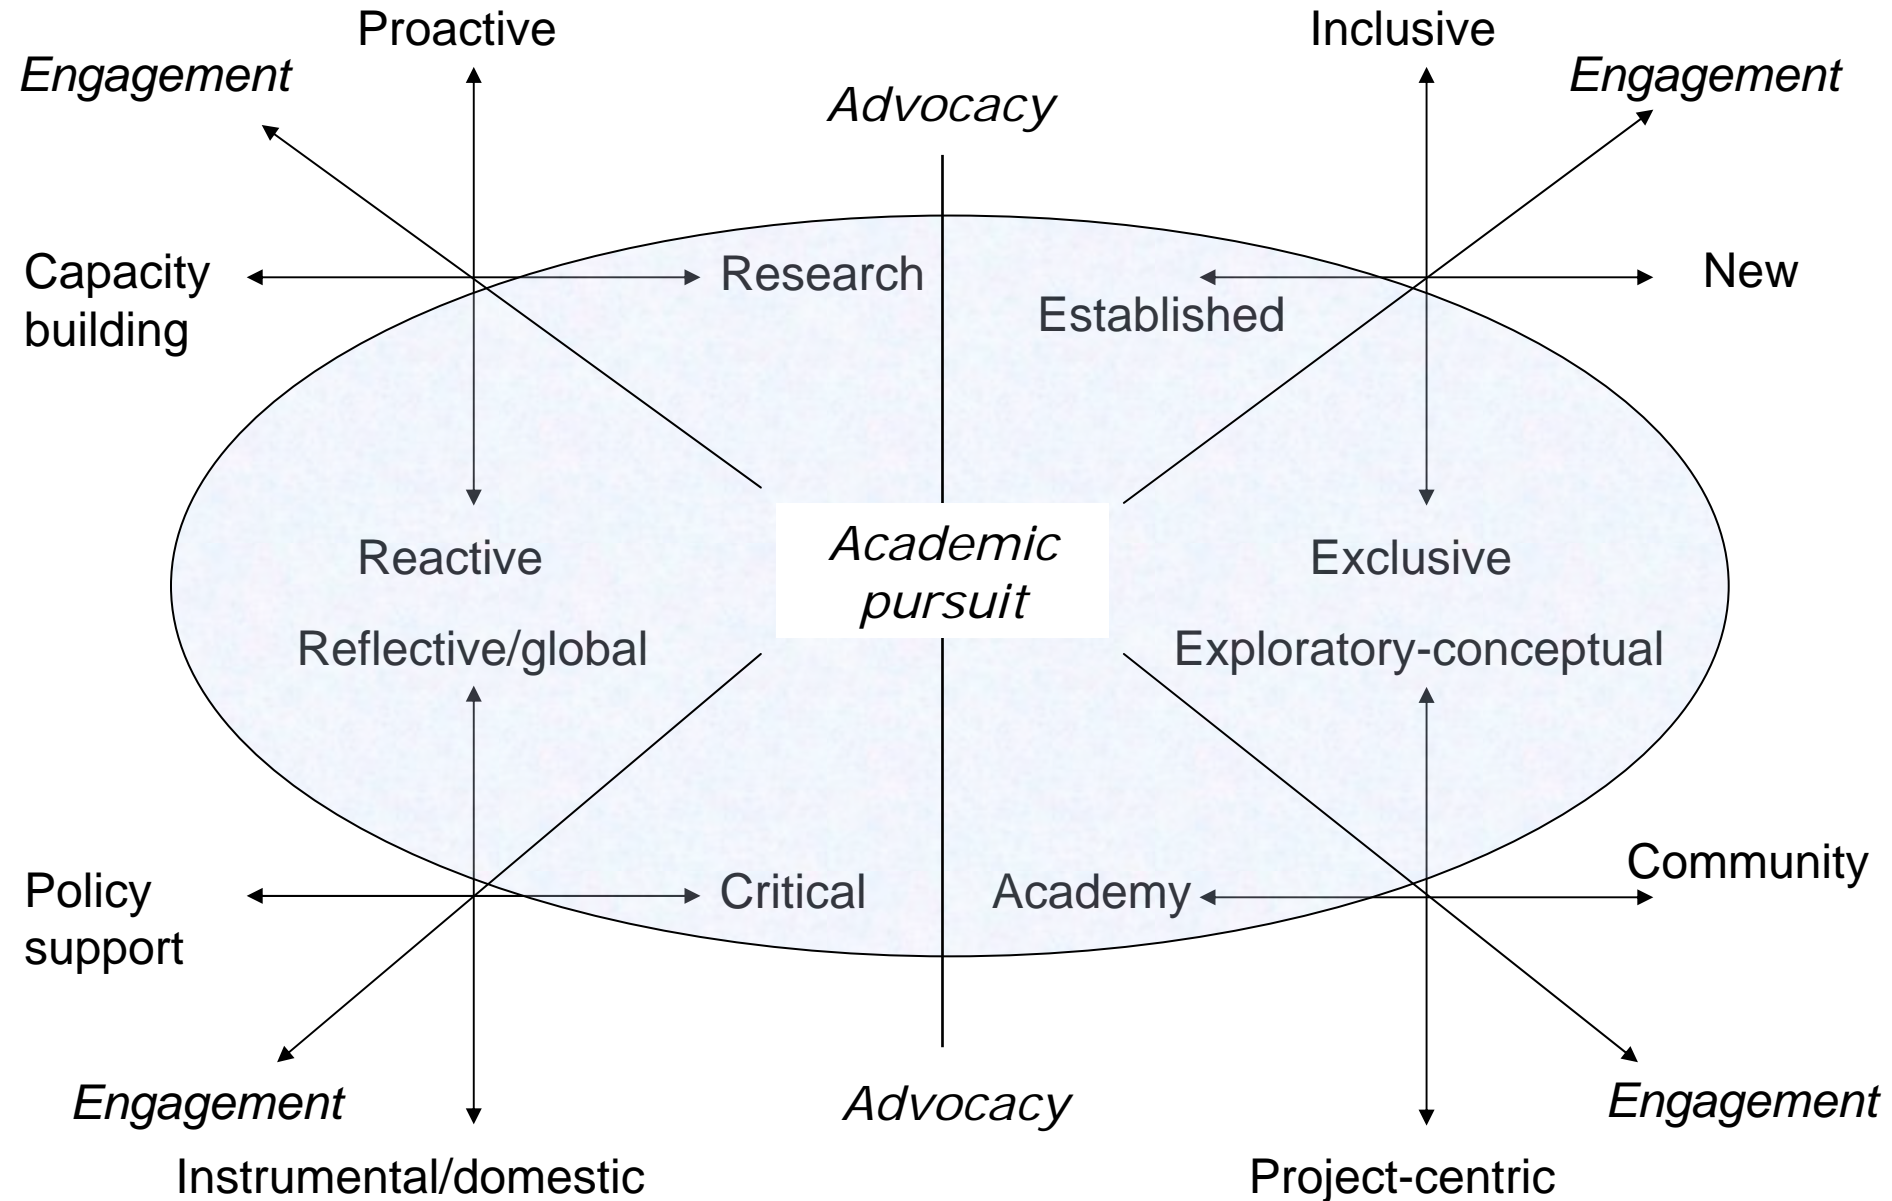 Proactive
Inclusive
Engagement
Engagement
Advocacy
Capacity
building
Research
Established
New
Reactive
Academic
pursuit
Exclusive
Reflective/global
Exploratory-conceptual
Policy
support
Critical
Academy
Community
Engagement
Advocacy
Engagement
Instrumental/domestic
Project-centric